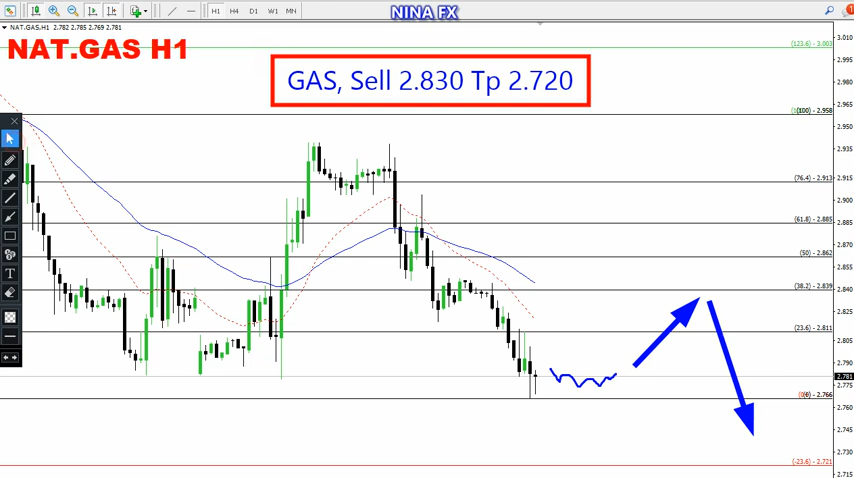 H1 H4 D1 W1 MN
NINA FX
NAT.GAS,H1 2.782 2.785 2.769 2.781
NAT.GAS H1
GAS, Sell 2.830 Tp 2.720
3.010
(123.6) - 3.003
2.995
2.980
2.965
(100) - 2.958
2.950
2.935
2.915
(76.4) - 2.913
2.900
(61.8) - 2.885
2.885
2.870
(50) - 2.862
2.855
2.840
(38.2) - 2.839
2.825
(23.6) - 2.811
2.805
2.790
2.781
2.775
(0) - 2.766
2.760
2.745
2.730
(-23.6) - 2.721
2.715
T